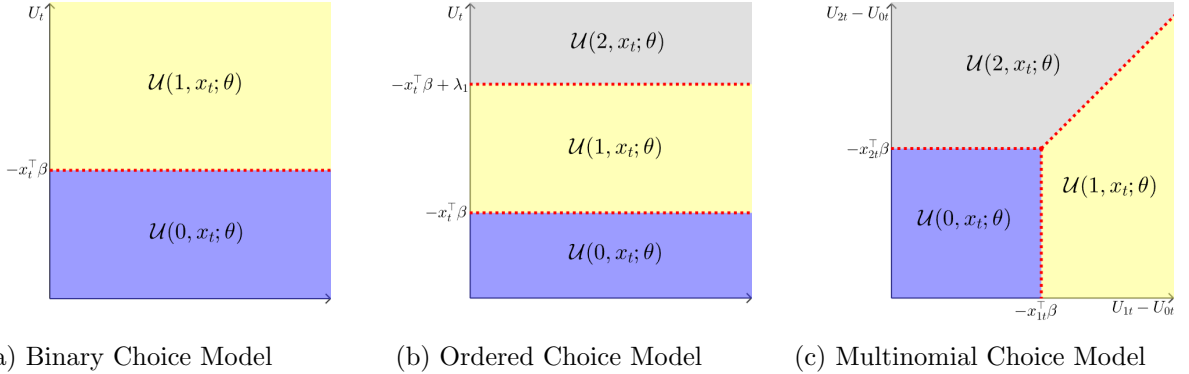 U_t
𝒰(1, x_t; θ)
−x_t^⊤β
𝒰(0, x_t; θ)
a) Binary Choice Model
U_t
𝒰(2, x_t; θ)
−x_t^⊤β + λ_1
𝒰(1, x_t; θ)
−x_t^⊤β
𝒰(0, x_t; θ)
(b) Ordered Choice Model
U_{2t} − U_{0t}
𝒰(2, x_t; θ)
−x_{2t}^⊤β
𝒰(1, x_t; θ)
𝒰(0, x_t; θ)
−x_{1t}^⊤β
U_{1t} − U_{0t}
(c) Multinomial Choice Model